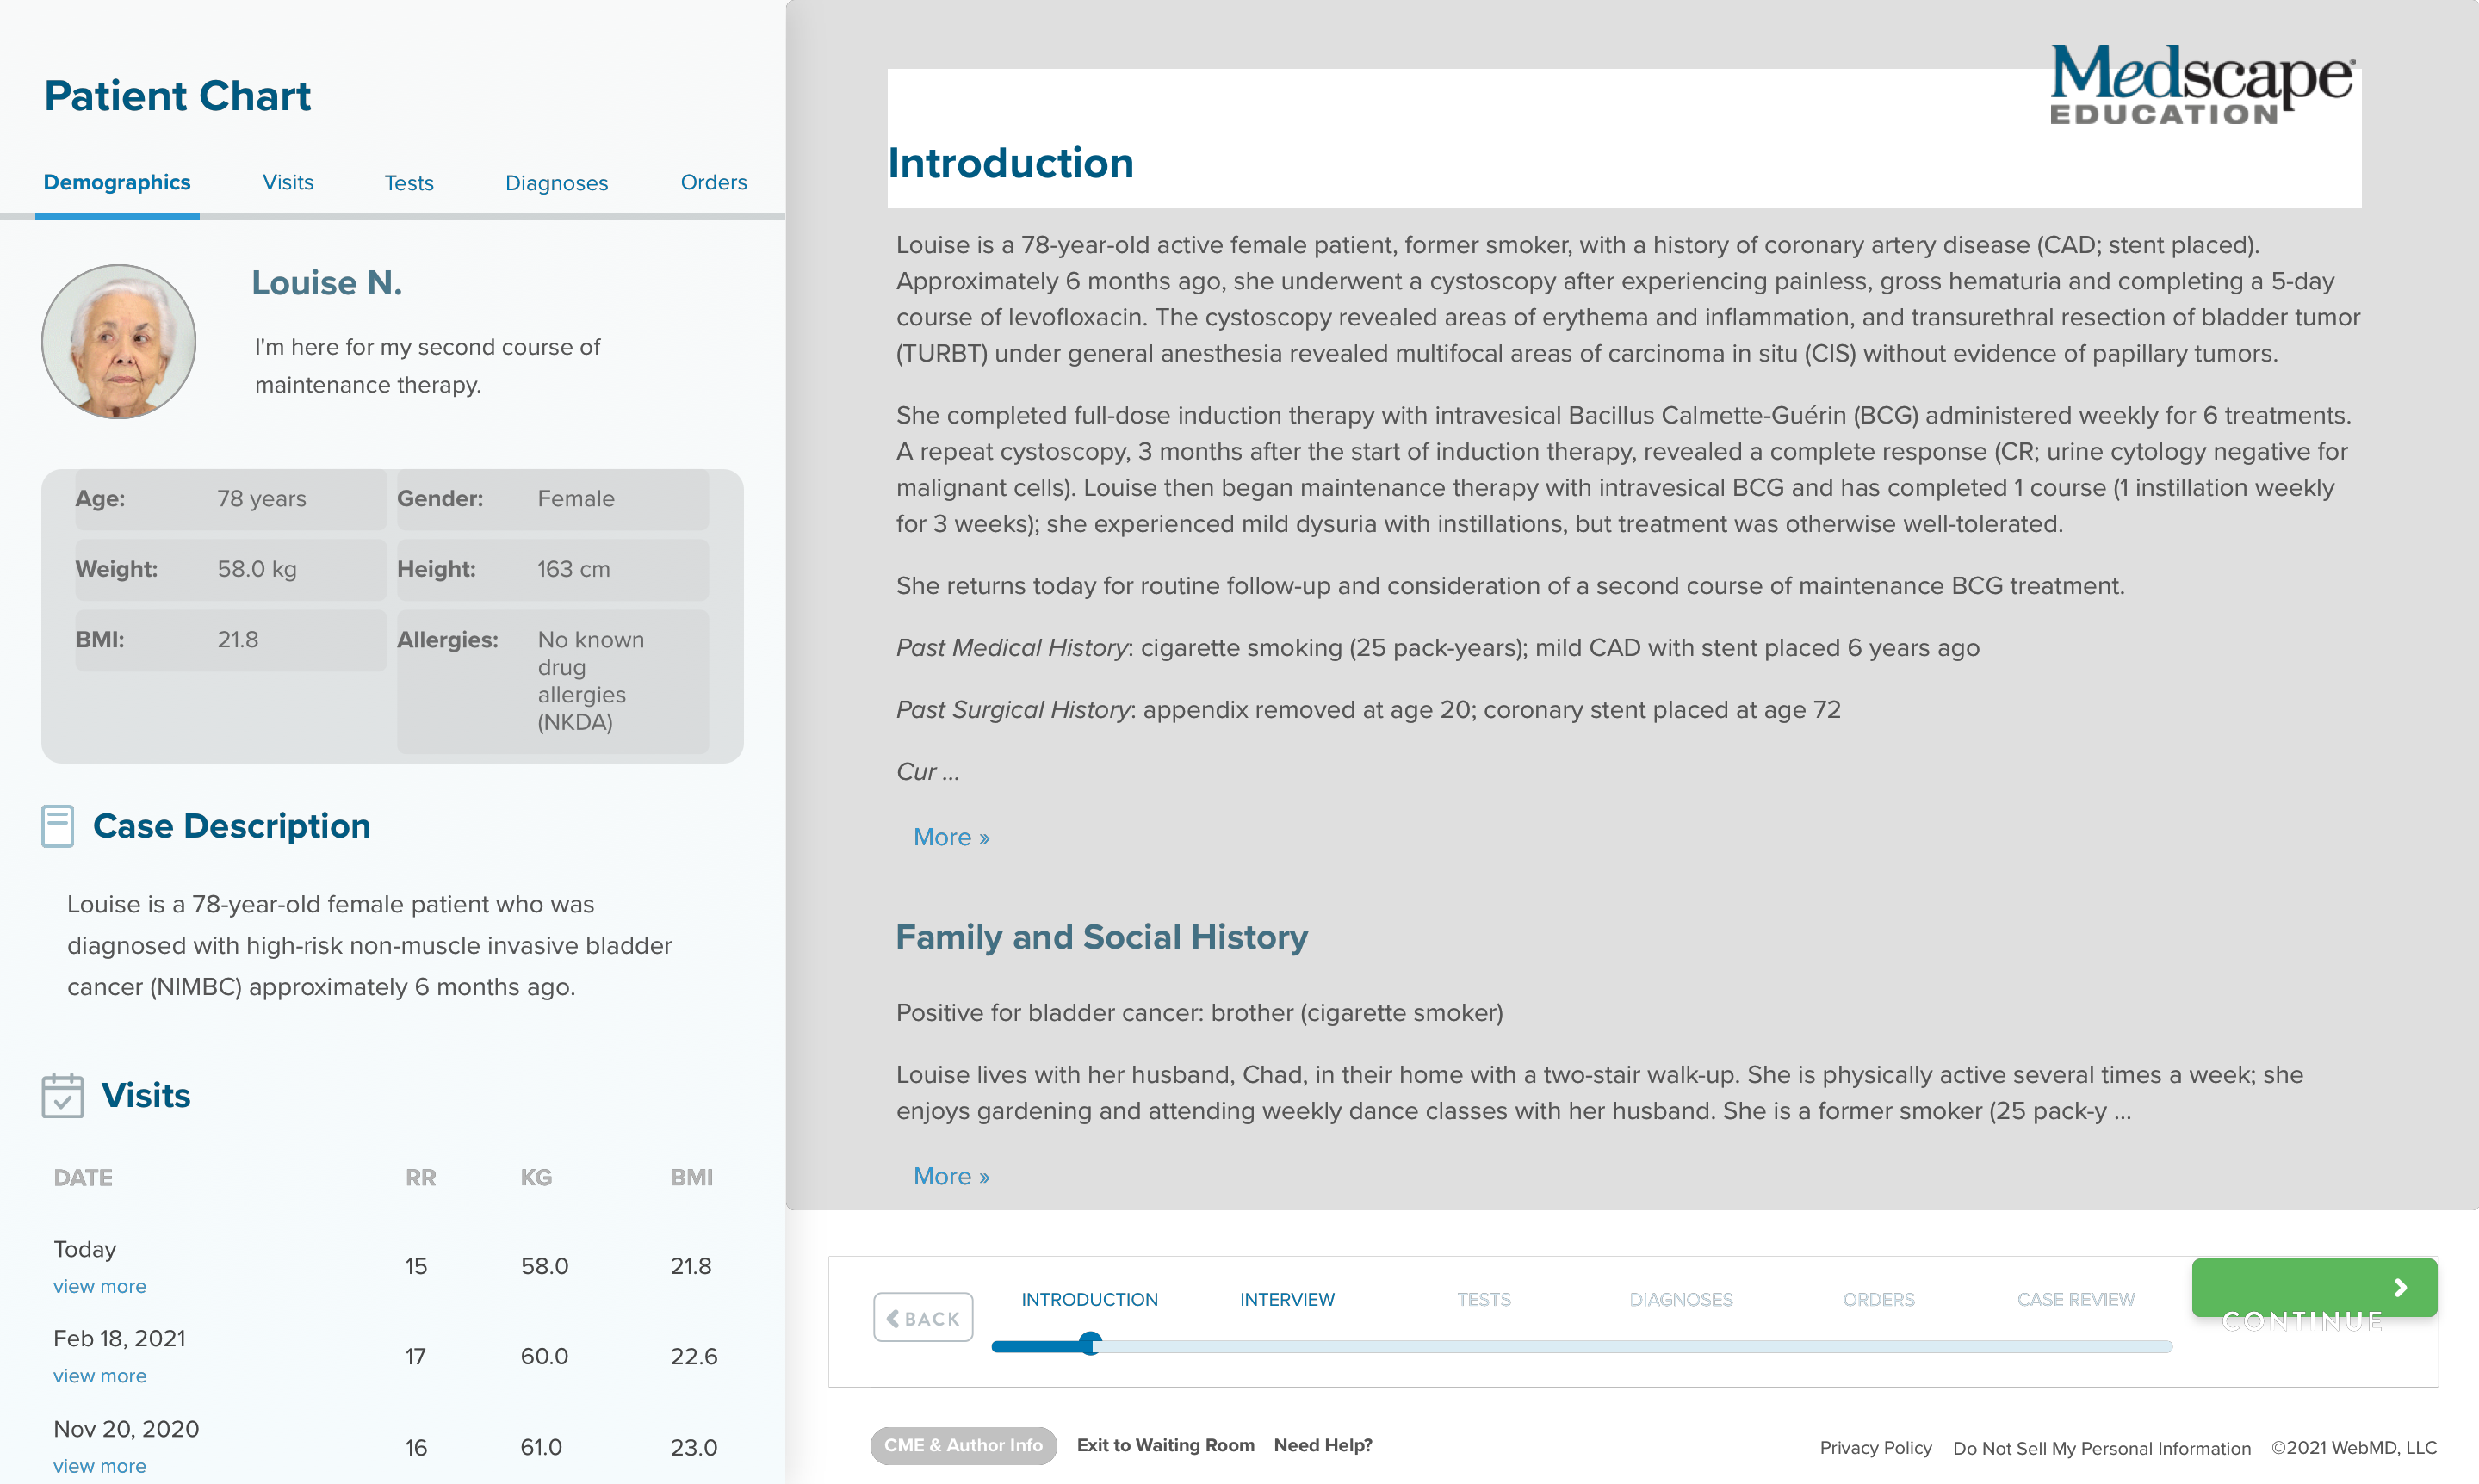 Patient Chart
Demographics Visits Tests Diagnoses Orders
Louise N.
I'm here for my second course of
maintenance therapy.
Age: 78 years Gender: Female
Weight: 58.0 kg Height: 163 cm
BMI: 21.8 Allergies: No known
drug
allergies
(NKDA)
Case Description
Louise is a 78-year-old female patient who was
diagnosed with high-risk non-muscle invasive bladder
cancer (NIMBC) approximately 6 months ago.
Visits
DATE RR KG BMI
Today 15 58.0 21.8
view more
Feb 18, 2021 17 60.0 22.6
view more
Nov 20, 2020 16 61.0 23.0
view more
Medscape
EDUCATION
Introduction
Louise is a 78-year-old active female patient, former smoker, with a history of coronary artery disease (CAD; stent placed).
Approximately 6 months ago, she underwent a cystoscopy after experiencing painless, gross hematuria and completing a 5-day
course of levofloxacin. The cystoscopy revealed areas of erythema and inflammation, and transurethral resection of bladder tumor
(TURBT) under general anesthesia revealed multifocal areas of carcinoma in situ (CIS) without evidence of papillary tumors.
She completed full-dose induction therapy with intravesical Bacillus Calmette-Guérin (BCG) administered weekly for 6 treatments.
A repeat cystoscopy, 3 months after the start of induction therapy, revealed a complete response (CR; urine cytology negative for
malignant cells). Louise then began maintenance therapy with intravesical BCG and has completed 1 course (1 instillation weekly
for 3 weeks); she experienced mild dysuria with instillations, but treatment was otherwise well-tolerated.
She returns today for routine follow-up and consideration of a second course of maintenance BCG treatment.
Past Medical History: cigarette smoking (25 pack-years); mild CAD with stent placed 6 years ago
Past Surgical History: appendix removed at age 20; coronary stent placed at age 72
Cur ...
More »
Family and Social History
Positive for bladder cancer: brother (cigarette smoker)
Louise lives with her husband, Chad, in their home with a two-stair walk-up. She is physically active several times a week; she
enjoys gardening and attending weekly dance classes with her husband. She is a former smoker (25 pack-y ...
More »
BACK INTRODUCTION INTERVIEW TESTS DIAGNOSES ORDERS CASE REVIEW CONTINUE
CME & Author Info Exit to Waiting Room Need Help?
Privacy Policy Do Not Sell My Personal Information ©2021 WebMD, LLC